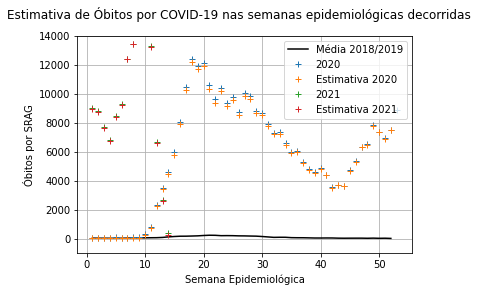 Estimativa de Óbitos por COVID-19 nas semanas epidemiológicas decorridas
14000
12000
10000
8000
6000
4000
2000
0
Óbitos por SRAG
Média 2018/2019
2020
Estimativa 2020
2021
Estimativa 2021
0 10 20 30 40 50
Semana Epidemiológica